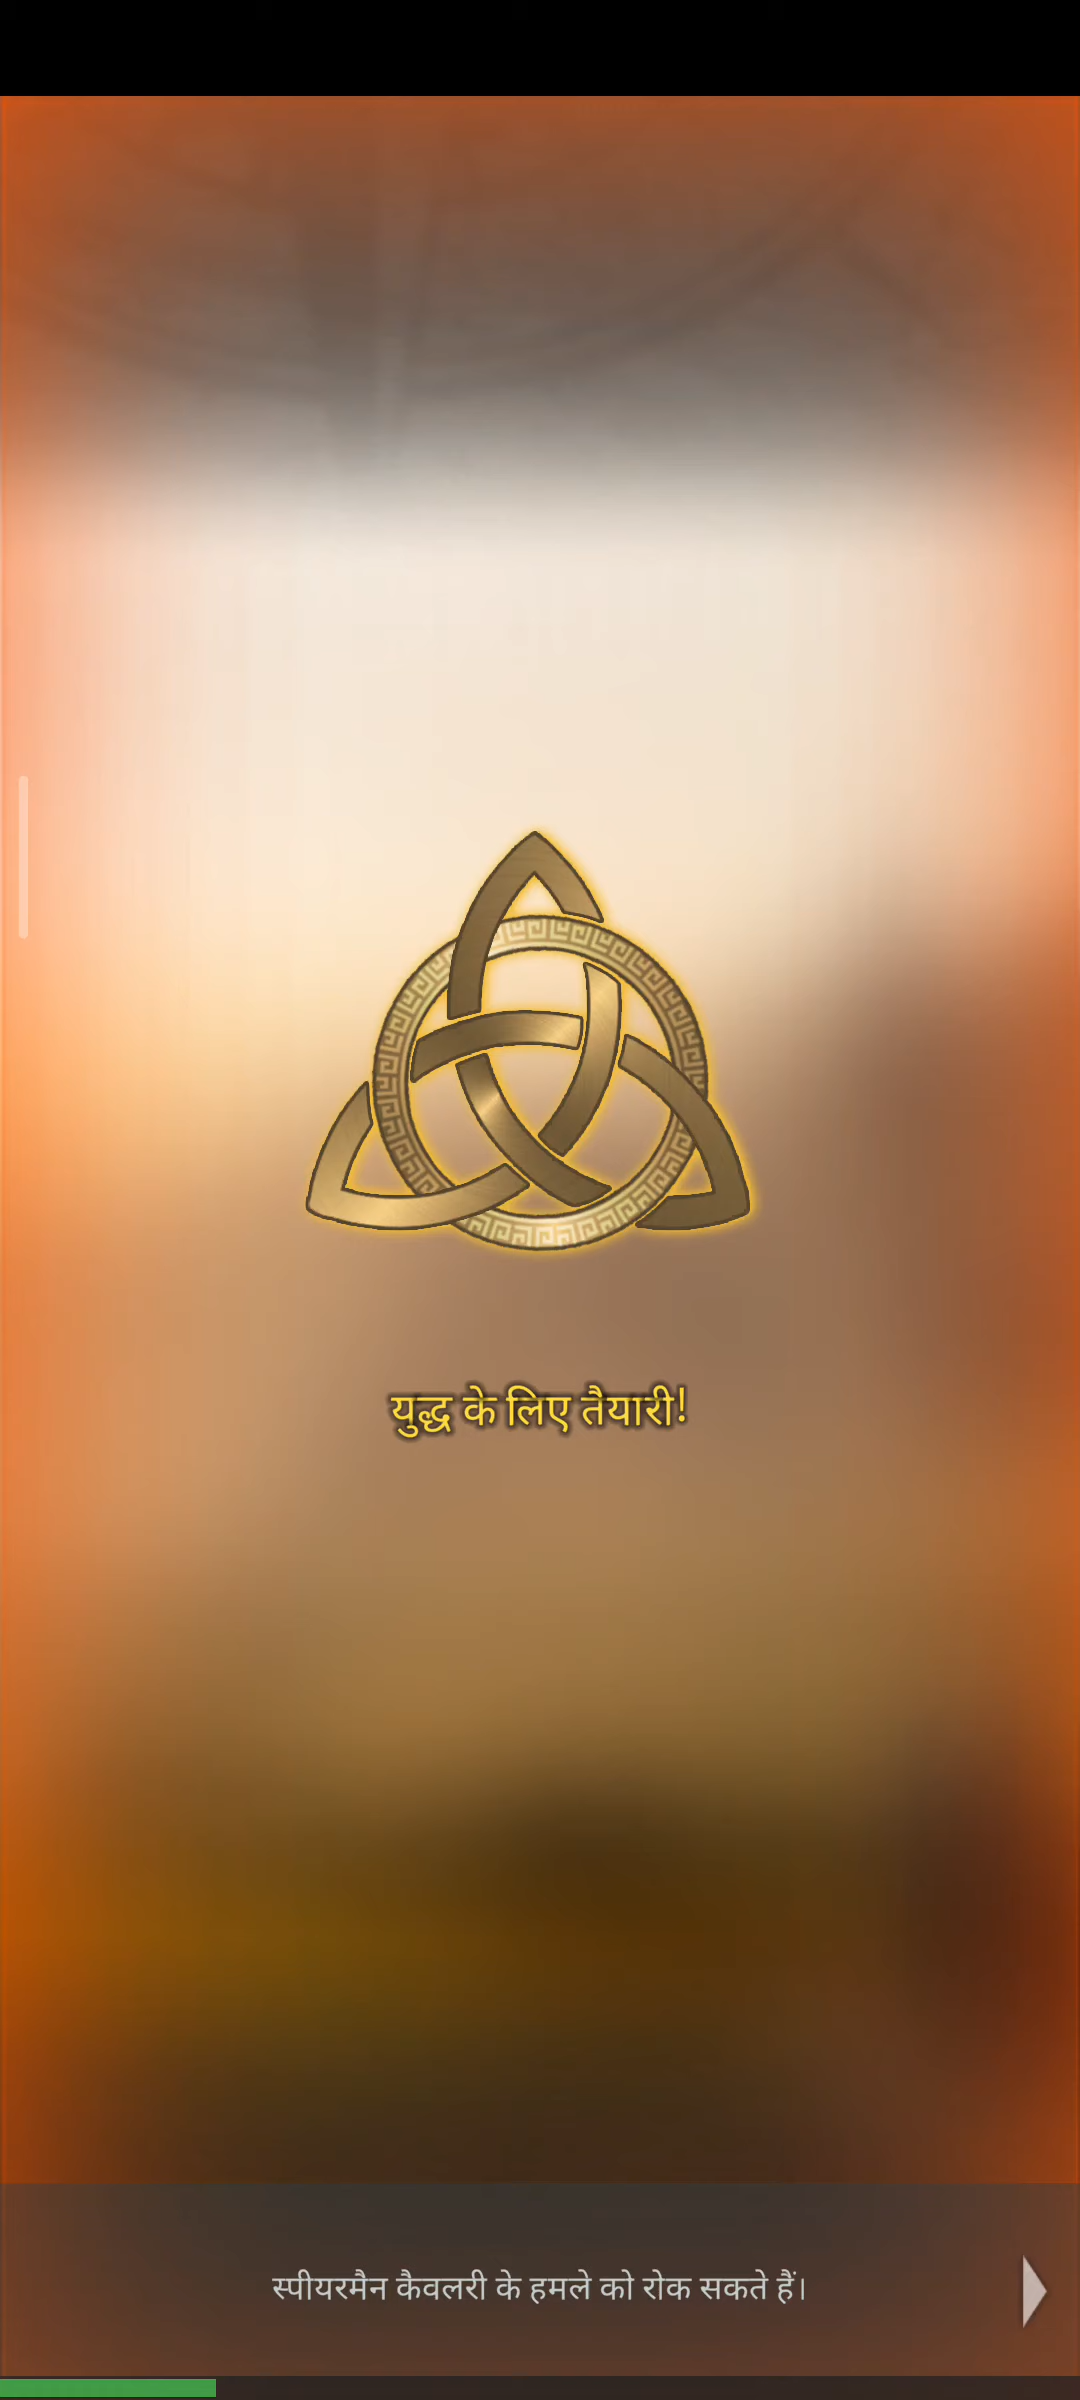 युद्ध के लिए तैयारी!
स्पीयरमैन कैवलरी के हमले को रोक सकते हैं।